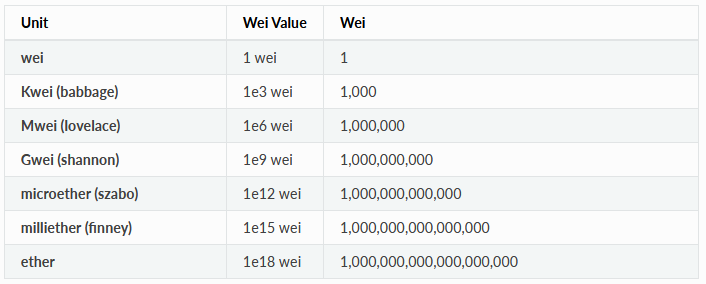 Unit Wei Value Wei
wei 1 wei 1
Kwei (babbage) 1e3 wei 1,000
Mwei (lovelace) 1e6 wei 1,000,000
Gwei (shannon) 1e9 wei 1,000,000,000
microether (szabo) 1e12 wei 1,000,000,000,000
milliether (finney) 1e15 wei 1,000,000,000,000,000
ether 1e18 wei 1,000,000,000,000,000,000